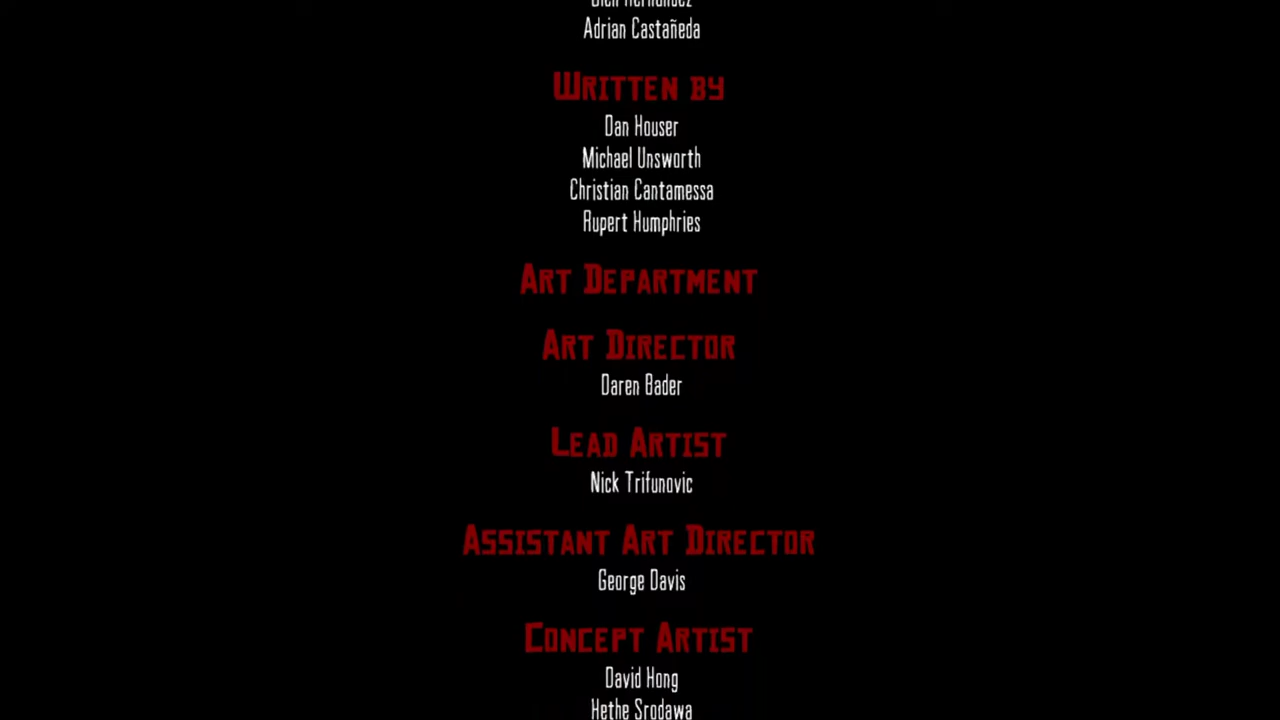 Adrian Castañeda
WRITTEN BY
Dan Houser
Michael Unsworth
Christian Cantamessa
Rupert Humphries
ART DEPARTMENT
ART DIRECTOR
Daren Bader
LEAD ARTIST
Nick Trifunovic
ASSISTANT ART DIRECTOR
George Davis
CONCEPT ARTIST
David Hong
Hethe Srodawa